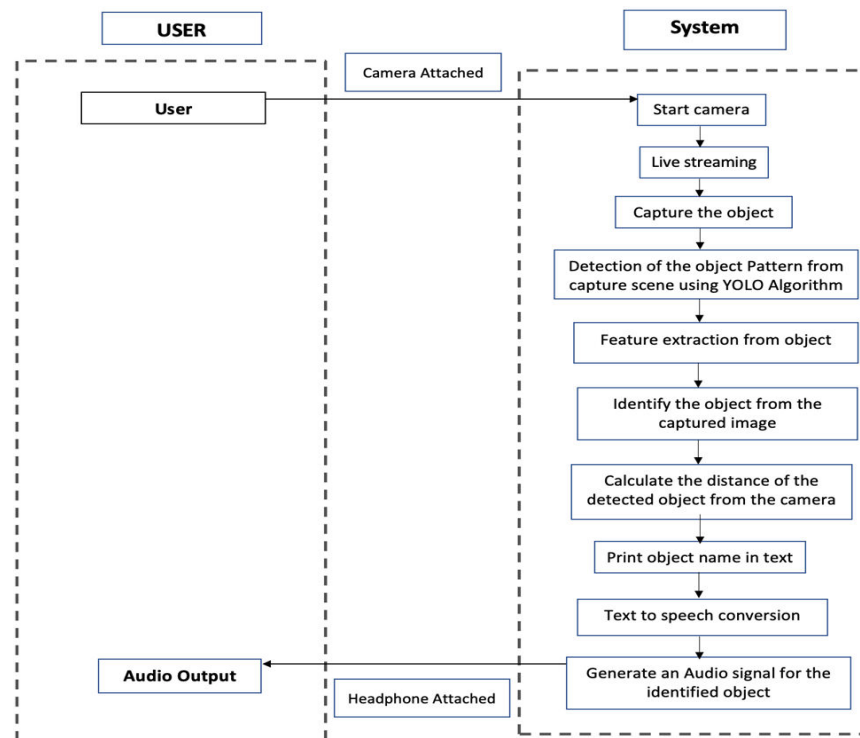 USER
System
Camera Attached
User
Start camera
Live streaming
Capture the object
Detection of the object Pattern from
capture scene using YOLO Algorithm
Feature extraction from object
Identify the object from the
captured image
Calculate the distance of the
detected object from the camera
Print object name in text
Text to speech conversion
Audio Output
Generate an Audio signal for the
identified object
Headphone Attached